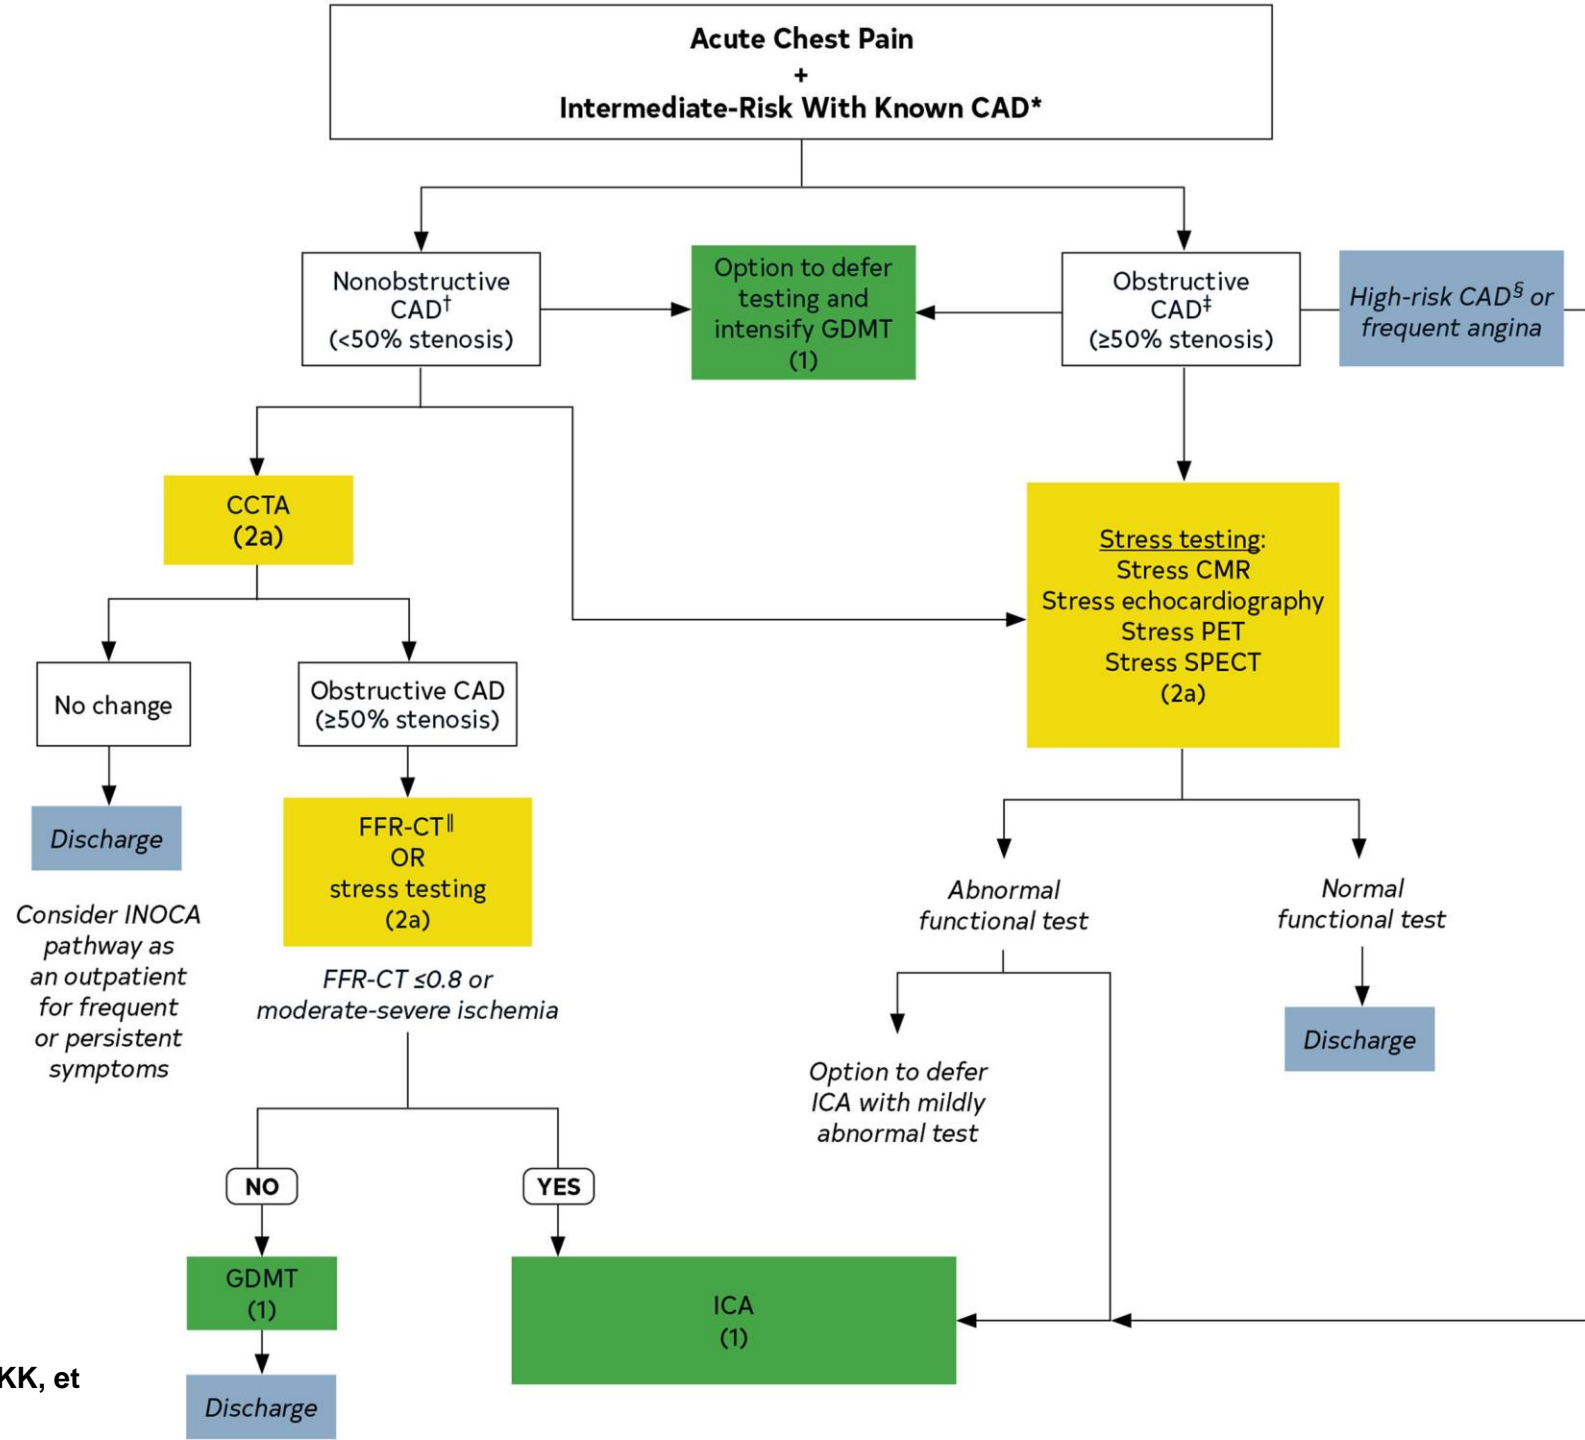 Acute Chest Pain
+
Intermediate-Risk With Known CAD*
Nonobstructive
CAD†
(<50% stenosis)
Option to defer
testing and
intensify GDMT
(1)
Obstructive
CAD‡
(≥50% stenosis)
High-risk CAD§ or
frequent angina
CCTA
(2a)
Stress testing:
Stress CMR
Stress echocardiography
Stress PET
Stress SPECT
(2a)
No change
Obstructive CAD
(≥50% stenosis)
Discharge
Consider INOCA
pathway as
an outpatient
for frequent
or persistent
symptoms
FFR-CT‖
OR
stress testing
(2a)
FFR-CT ≤0.8 or
moderate-severe ischemia
Abnormal
functional test
Normal
functional test
Option to defer
ICA with mildly
abnormal test
Discharge
NO
YES
GDMT
(1)
ICA
(1)
Discharge
KK, et